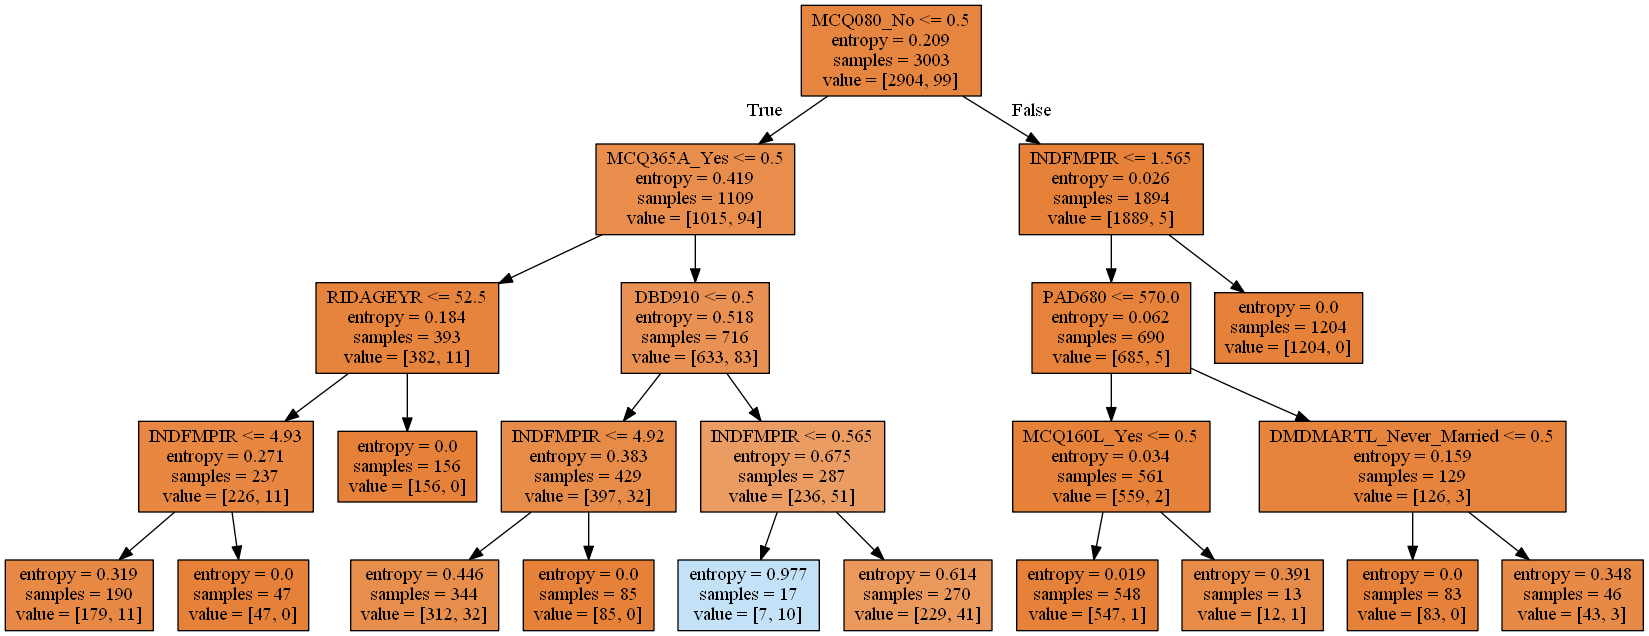 MCQ080_No <= 0.5
entropy = 0.209
samples = 3003
value = [2904, 99]
True
False
MCQ365A_Yes <= 0.5
entropy = 0.419
samples = 1109
value = [1015, 94]
INDFMPIR <= 1.565
entropy = 0.026
samples = 1894
value = [1889, 5]
RIDAGEYR <= 52.5
entropy = 0.184
samples = 393
value = [382, 11]
DBD910 <= 0.5
entropy = 0.518
samples = 716
value = [633, 83]
PAD680 <= 570.0
entropy = 0.062
samples = 690
value = [685, 5]
entropy = 0.0
samples = 1204
value = [1204, 0]
INDFMPIR <= 4.93
entropy = 0.271
samples = 237
value = [226, 11]
entropy = 0.0
samples = 156
value = [156, 0]
INDFMPIR <= 4.92
entropy = 0.383
samples = 429
value = [397, 32]
INDFMPIR <= 0.565
entropy = 0.675
samples = 287
value = [236, 51]
MCQ160L_Yes <= 0.5
entropy = 0.034
samples = 561
value = [559, 2]
DMDMARTL_Never_Married <= 0.5
entropy = 0.159
samples = 129
value = [126, 3]
entropy = 0.319
samples = 190
value = [179, 11]
entropy = 0.0
samples = 47
value = [47, 0]
entropy = 0.446
samples = 344
value = [312, 32]
entropy = 0.0
samples = 85
value = [85, 0]
entropy = 0.977
samples = 17
value = [7, 10]
entropy = 0.614
samples = 270
value = [229, 41]
entropy = 0.019
samples = 548
value = [547, 1]
entropy = 0.391
samples = 13
value = [12, 1]
entropy = 0.0
samples = 83
value = [83, 0]
entropy = 0.348
samples = 46
value = [43, 3]